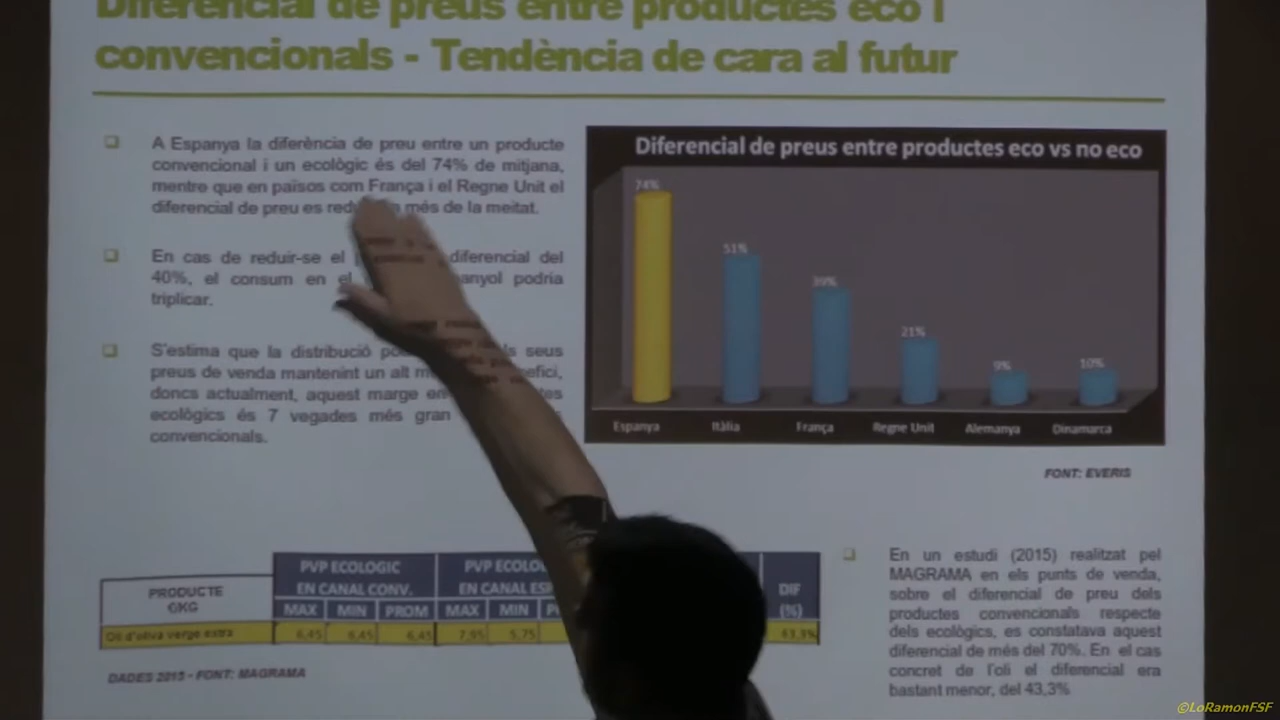 Diferencial de preus entre productes eco i
convencionals - Tendència de cara al futur
A Espanya la diferència de preu entre un producte
convencional i un ecològic és del 74% de mitjana,
mentre que en països com França i el Regne Unit el
diferencial de preu es més de la meitat.
En cas de reduir-se el diferencial del
40%, el consum en el podria
triplicar.
S'estima que la distribució seus
preus de venda mantenint un alt
doncs actualment, aquest marge en
ecològics és 7 vegades més gran
convencionals.
Diferencial de preus entre productes eco vs no eco
74%
51%
39%
21%
9%
10%
Espanya Itàlia França Regne Unit Alemanya Dinamarca
FONT: EVERIS
PVP ECOLOGIC
EN CANAL CONV.
PVP
EN CANAL
DIF
(%)
PRODUCTE
€/KG
MAX MIN PROM MAX MIN
Oli d'oliva verge extra 6,45 6,45 6,45 7,95 5,75
DADES 2015 - FONT: MAGRAMA
En un estudi (2015) realitzat pel
MAGRAMA en els punts de venda,
sobre el diferencial de preu dels
productes convencionals respecte
dels ecològics, es constatava aquest
diferencial de més del 70%. En el cas
concret de l'oli el diferencial era
bastant menor, del 43,3%
©LoRamonFSF